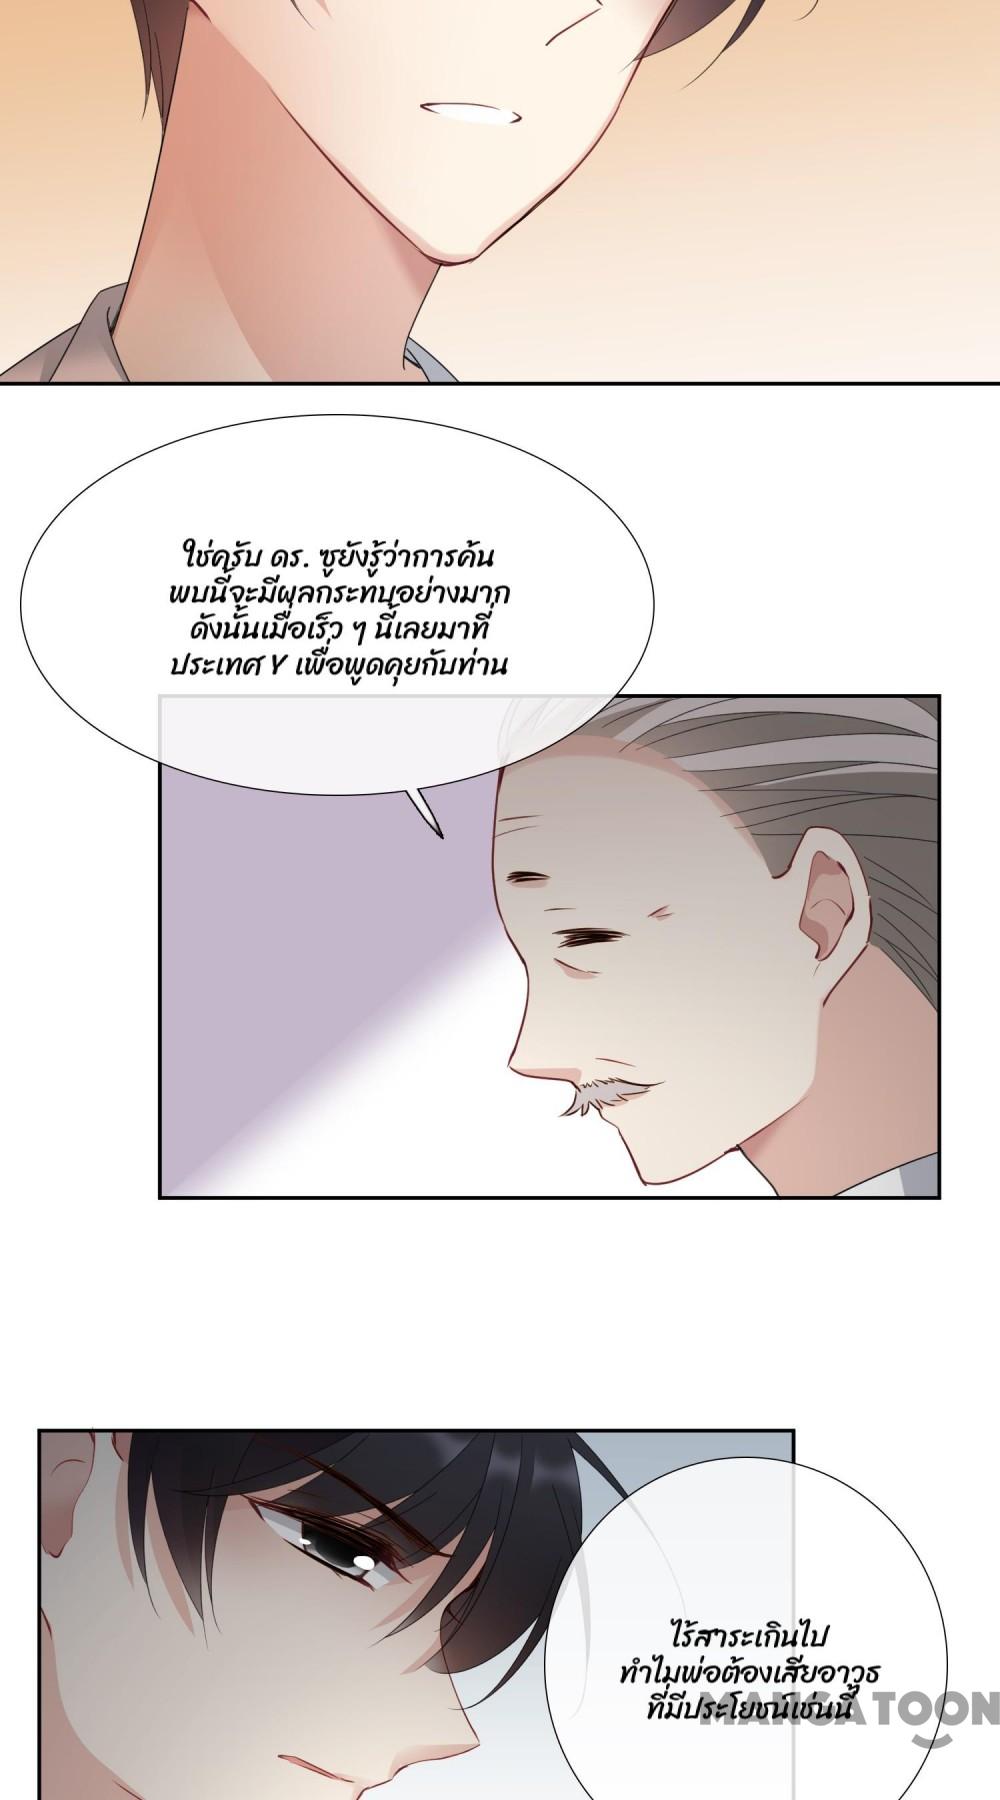 ใช่ครับ ดร. ซูยังรู้ว่าการค้น
พบนี้จะมีผลกระทบอย่างมาก
ดังนั้นเมื่อเร็ว ๆ นี้เลยมาที่
ประเทศ Y เพื่อพูดคุยกับท่าน
ไร้สาระเกินไป
ทำไมพ่อต้องเสียอาวุธ
ที่มีประโยชน์เช่นนี้
MANGATOON